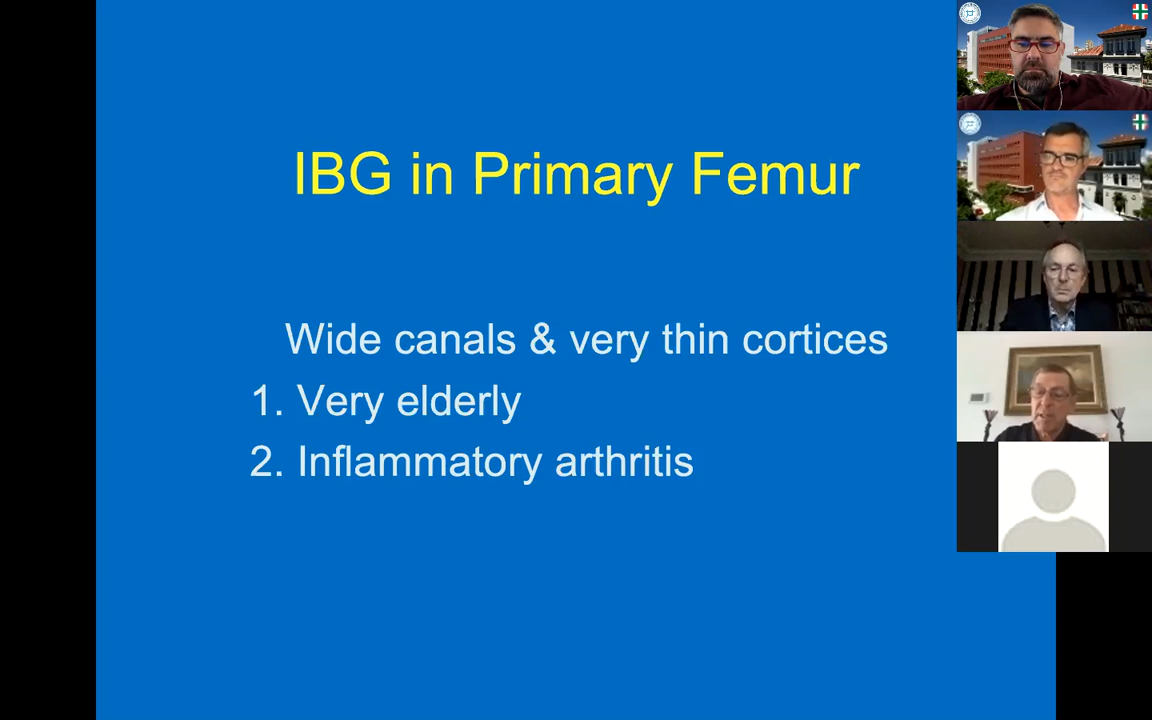 IBG in Primary Femur
Wide canals & very thin cortices
1. Very elderly
2. Inflammatory arthritis